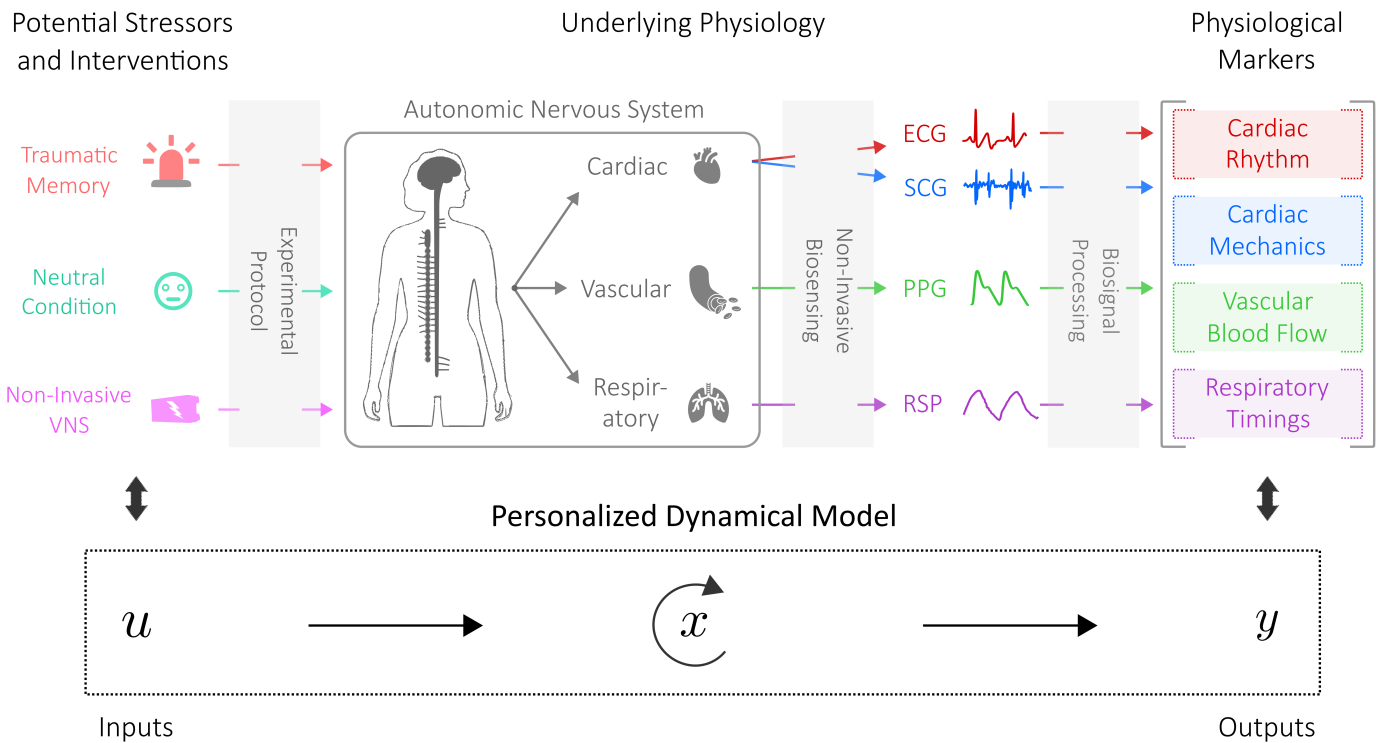 Potential Stressors
and Interventions
Underlying Physiology
Physiological
Markers
Autonomic Nervous System
Traumatic
Memory
Neutral
Condition
Non-Invasive
VNS
Experimental
Protocol
Cardiac
Vascular
Respir-
atory
Non-Invasive
Biosensing
ECG
SCG
PPG
RSP
Biosignal
Processing
Cardiac
Rhythm
Cardiac
Mechanics
Vascular
Blood Flow
Respiratory
Timings
Personalized Dynamical Model
u
x
y
Inputs
Outputs